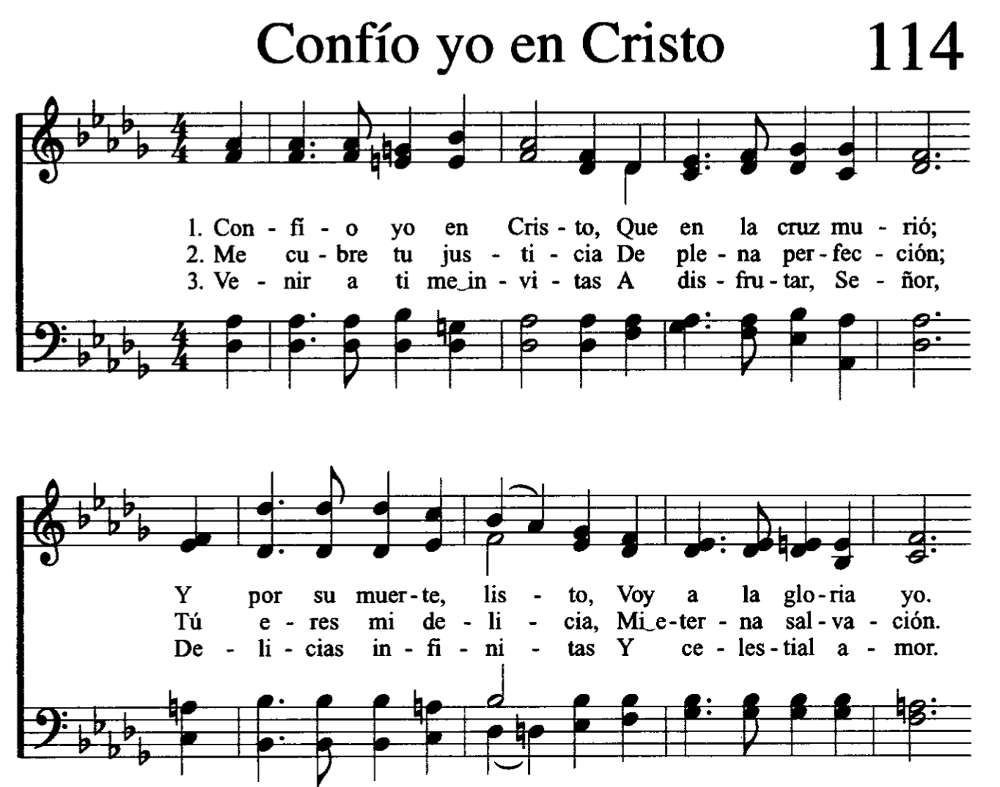 Confío yo en Cristo 114
1. Con - fí - o yo en Cris - to, Que en la cruz mu - rió;
2. Me cu - bre tu jus - ti - cia De ple - na per - fec - ción;
3. Ve - nir a ti me‿in - vi - tas A dis - fru - tar, Se - ñor,
Y por su muer - te, lis - to, Voy a la glo - ria yo.
Tú e - res mi de - li - cia, Mi‿e - ter - na sal - va - ción.
De - li - cias in - fi - ni - tas Y ce - les - tial a - mor.